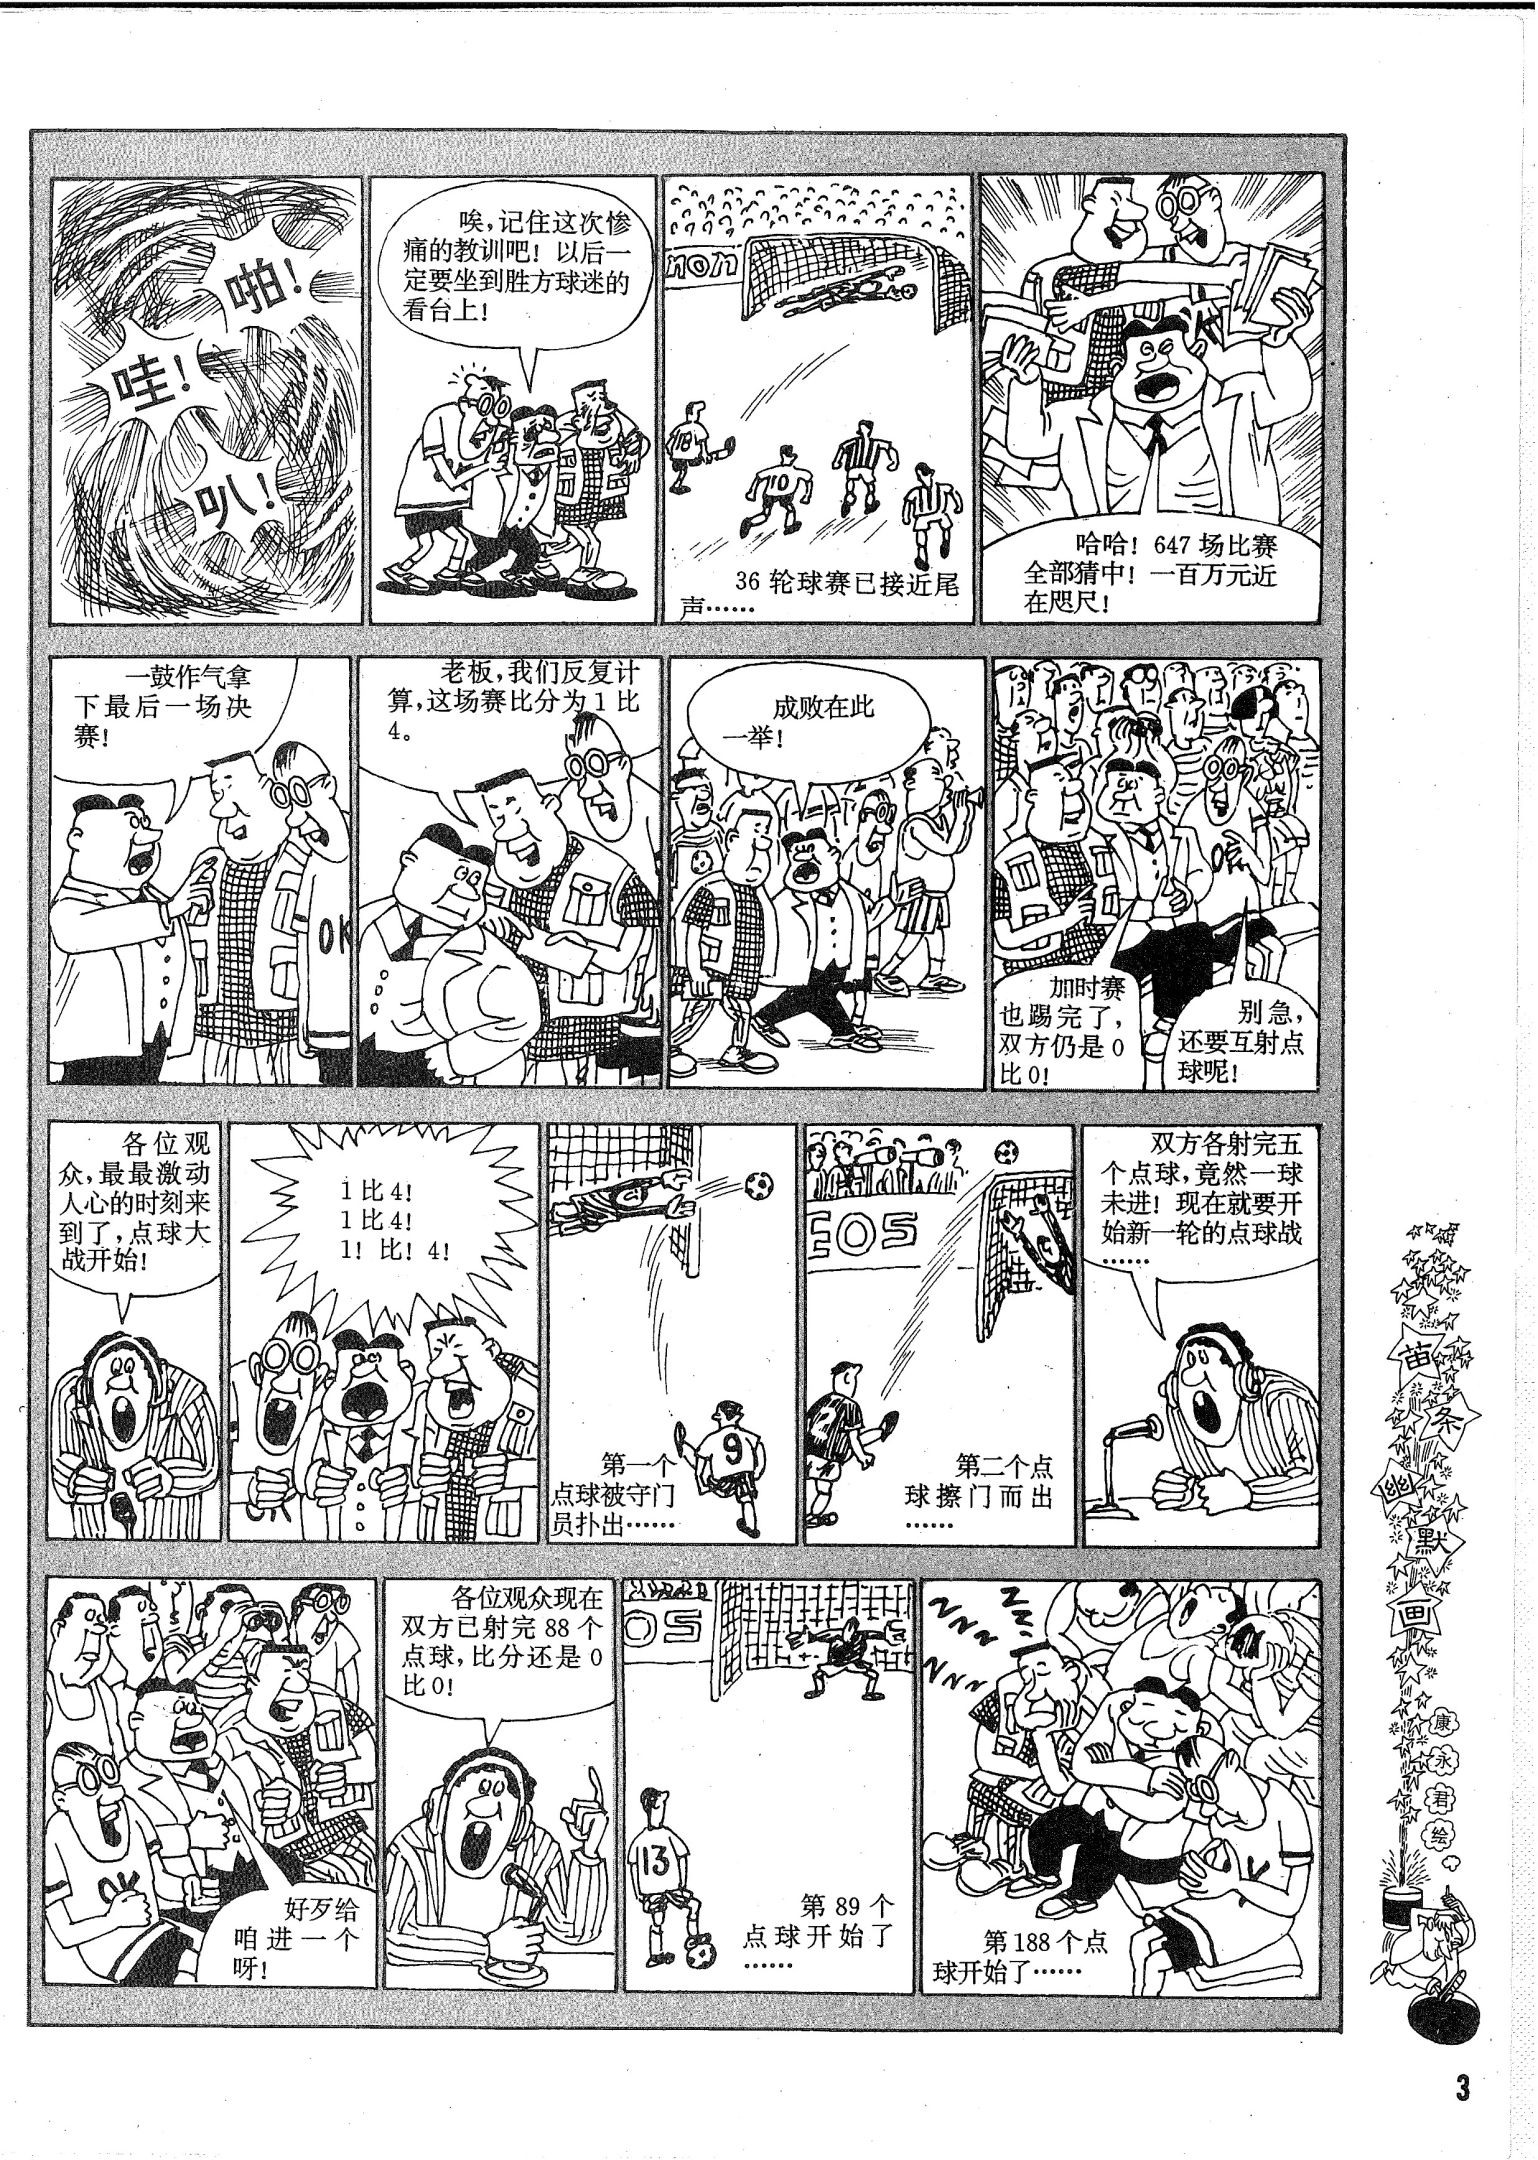 啪！
哇！
叭！
唉，记住这次惨
痛的教训吧！以后一
定要坐到胜方球迷的
看台上！
non
18
10
36 轮球赛已接近尾
声……
哈哈！647 场比赛
全部猜中！一百万元近
在咫尺！
一鼓作气拿
下最后一场决
赛！
OK
老板，我们反复计
算，这场赛比分为 1 比
4。
成败在此
一举！
加时赛
也踢完了，
双方仍是 0
比 0！
别急，
还要互射点
球呢！
各位观
众，最最激动
人心的时刻来
到了，点球大
战开始！
1 比 4！
1 比 4！
1！比！4！
OK
9
第一个
点球被守门
员扑出……
EOS
第二个点
球擦门而出
……
双方各射完五
个点球，竟然一球
未进！现在就要开
始新一轮的点球战
……
OK
好歹给
咱进一个
呀！
各位观众现在
双方已射完 88 个
点球，比分还是 0
比 0！
OS
13
第 89 个
点球开始了
……
第 188 个点
球开始了……
苗条幽默画
康永君绘
3